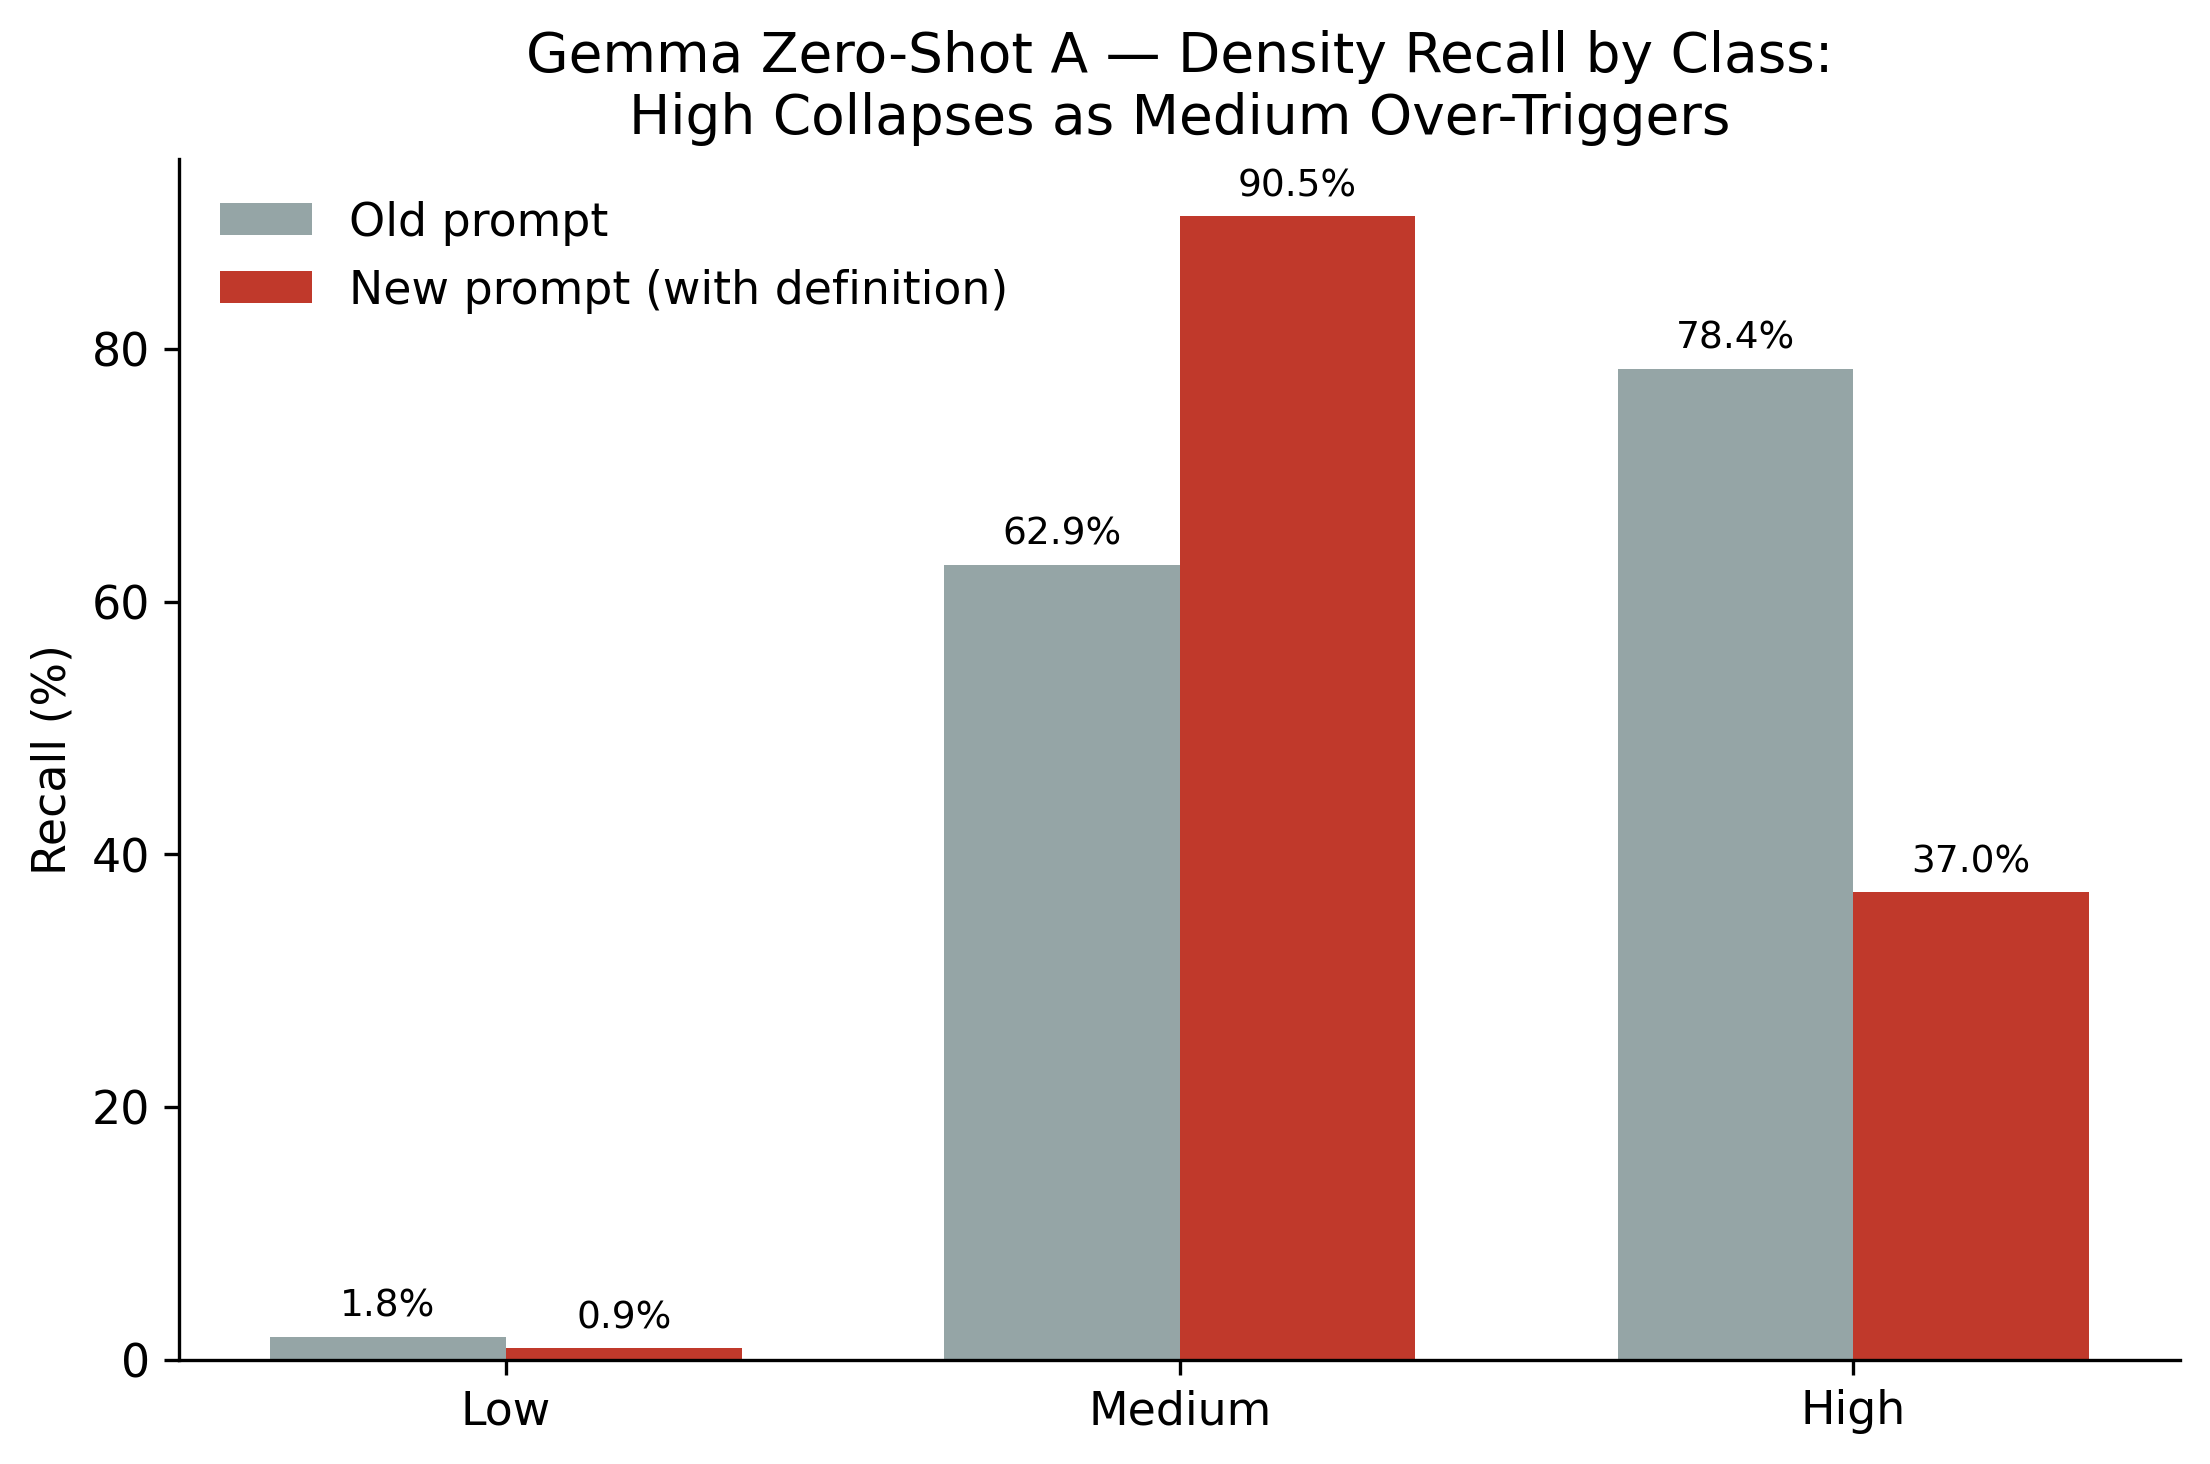 Gemma Zero-Shot A — Density Recall by Class:
High Collapses as Medium Over-Triggers
Old prompt
New prompt (with definition)
Recall (%)
80
60
40
20
0
1.8%
0.9%
62.9%
90.5%
78.4%
37.0%
Low
Medium
High